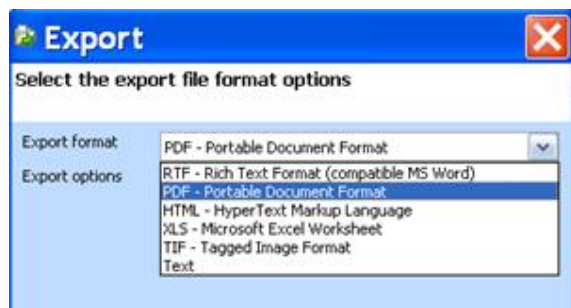 Export
Select the export file format options
Export format
PDF - Portable Document Format
Export options
RTF - Rich Text Format (compatible MS Word)
PDF - Portable Document Format
HTML - HyperText Markup Language
XLS - Microsoft Excel Worksheet
TIF - Tagged Image Format
Text